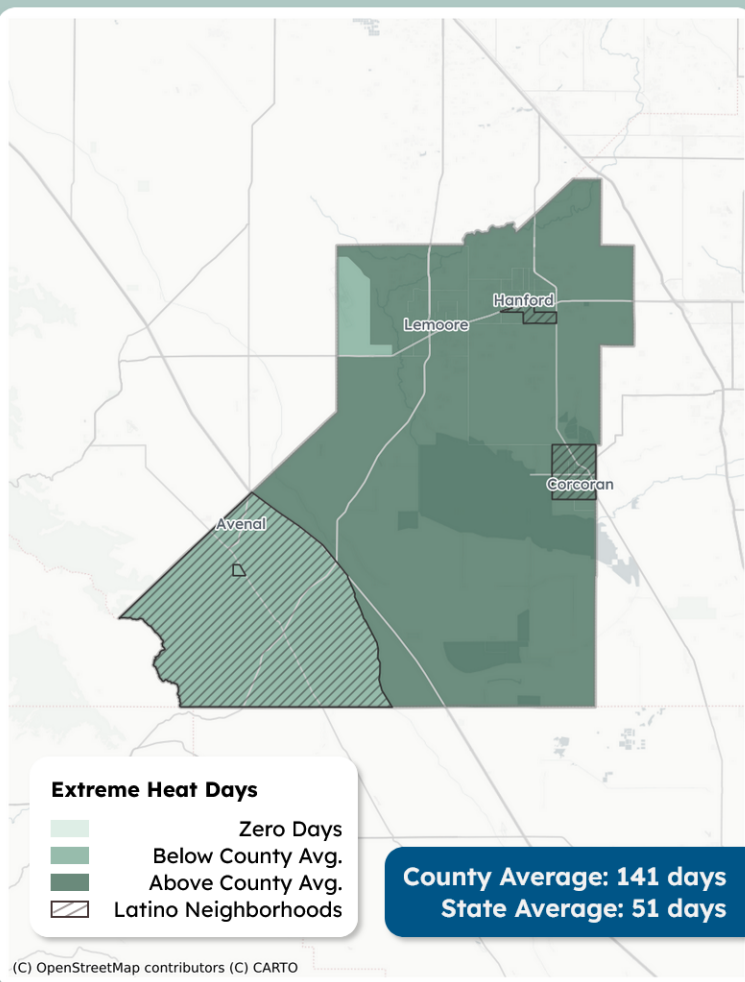 Hanford
Lemoore
Corcoran
Avenal
Extreme Heat Days
Zero Days
Below County Avg.
Above County Avg.
Latino Neighborhoods
County Average: 141 days
State Average: 51 days
(C) OpenStreetMap contributors (C) CARTO